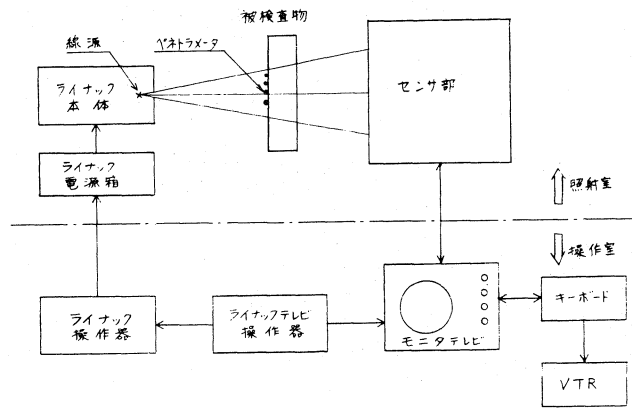 被検査物
線源
ペネトラメータ
ライナック
本体
センサ部
ライナック
電源箱
照射室
操作室
ライナック
操作器
ライナックテレビ
操作器
モニタテレビ
キーボード
VTR